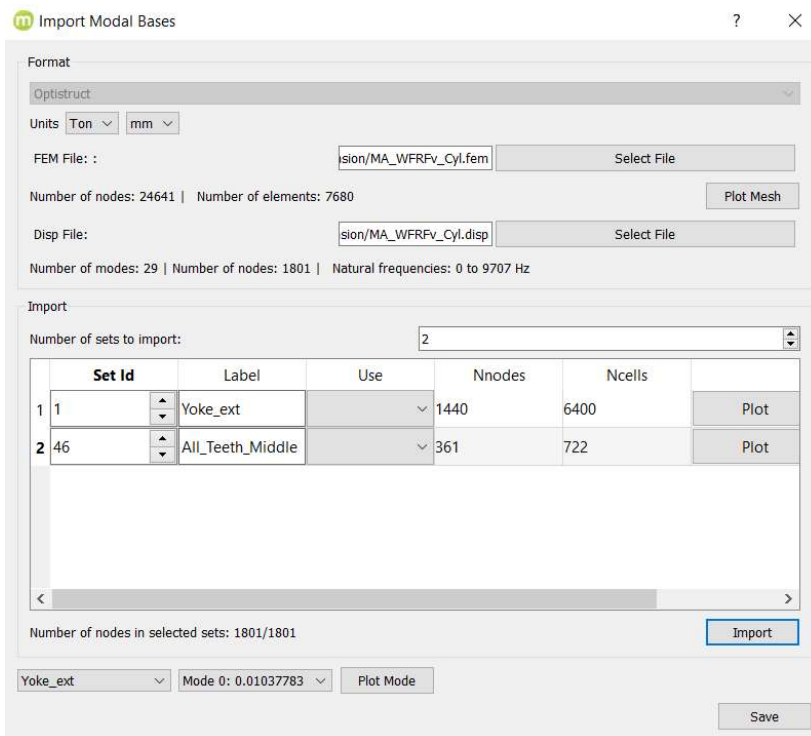 m Import Modal Bases ? ×
Format
Optistruct
Units Ton mm
FEM File: : ısion/MA_WFRFv_Cyl.fem Select File
Number of nodes: 24641 | Number of elements: 7680 Plot Mesh
Disp File: sion/MA_WFRFv_Cyl.disp Select File
Number of modes: 29 | Number of nodes: 1801 | Natural frequencies: 0 to 9707 Hz
Import
Number of sets to import: 2
Set Id Label Use Nnodes Ncells
1 1 Yoke_ext 1440 6400 Plot
2 46 All_Teeth_Middle 361 722 Plot
Number of nodes in selected sets: 1801/1801 Import
Yoke_ext Mode 0: 0.01037783 Plot Mode
Save